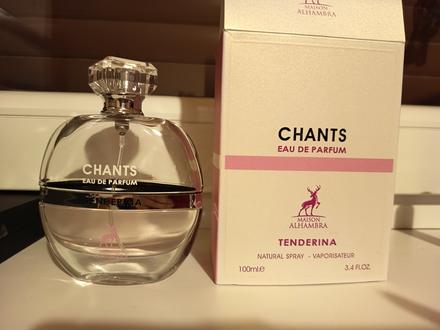 MAISON
ALHAMBRA
CHANTS
EAU DE PARFUM
TENDERINA
CHANTS
EAU DE PARFUM
MAISON
ALHAMBRA
TENDERINA
NATURAL SPRAY - VAPORISATEUR
100ml℮ 3.4 FL.OZ.